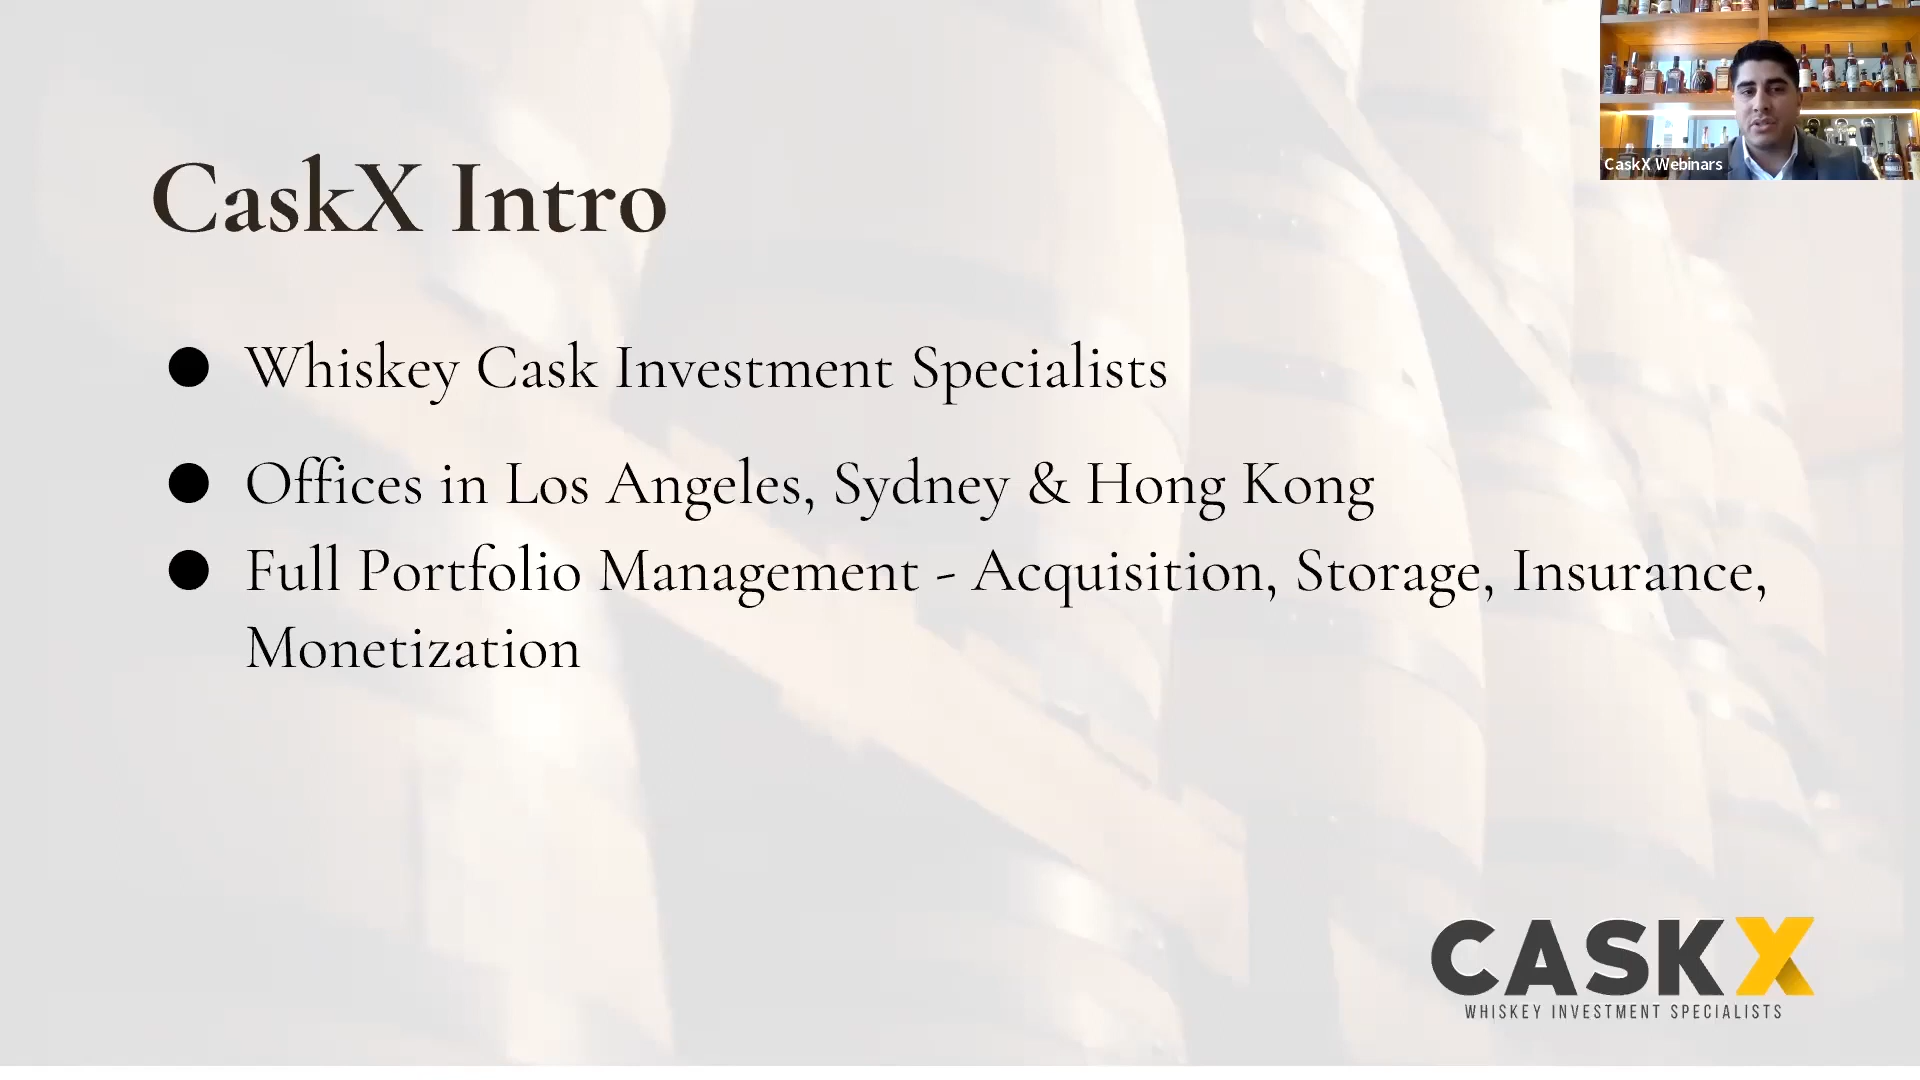 CaskX Webinars
CaskX Intro
● Whiskey Cask Investment Specialists
● Offices in Los Angeles, Sydney & Hong Kong
● Full Portfolio Management - Acquisition, Storage, Insurance,
Monetization
CASKX
WHISKEY INVESTMENT SPECIALISTS